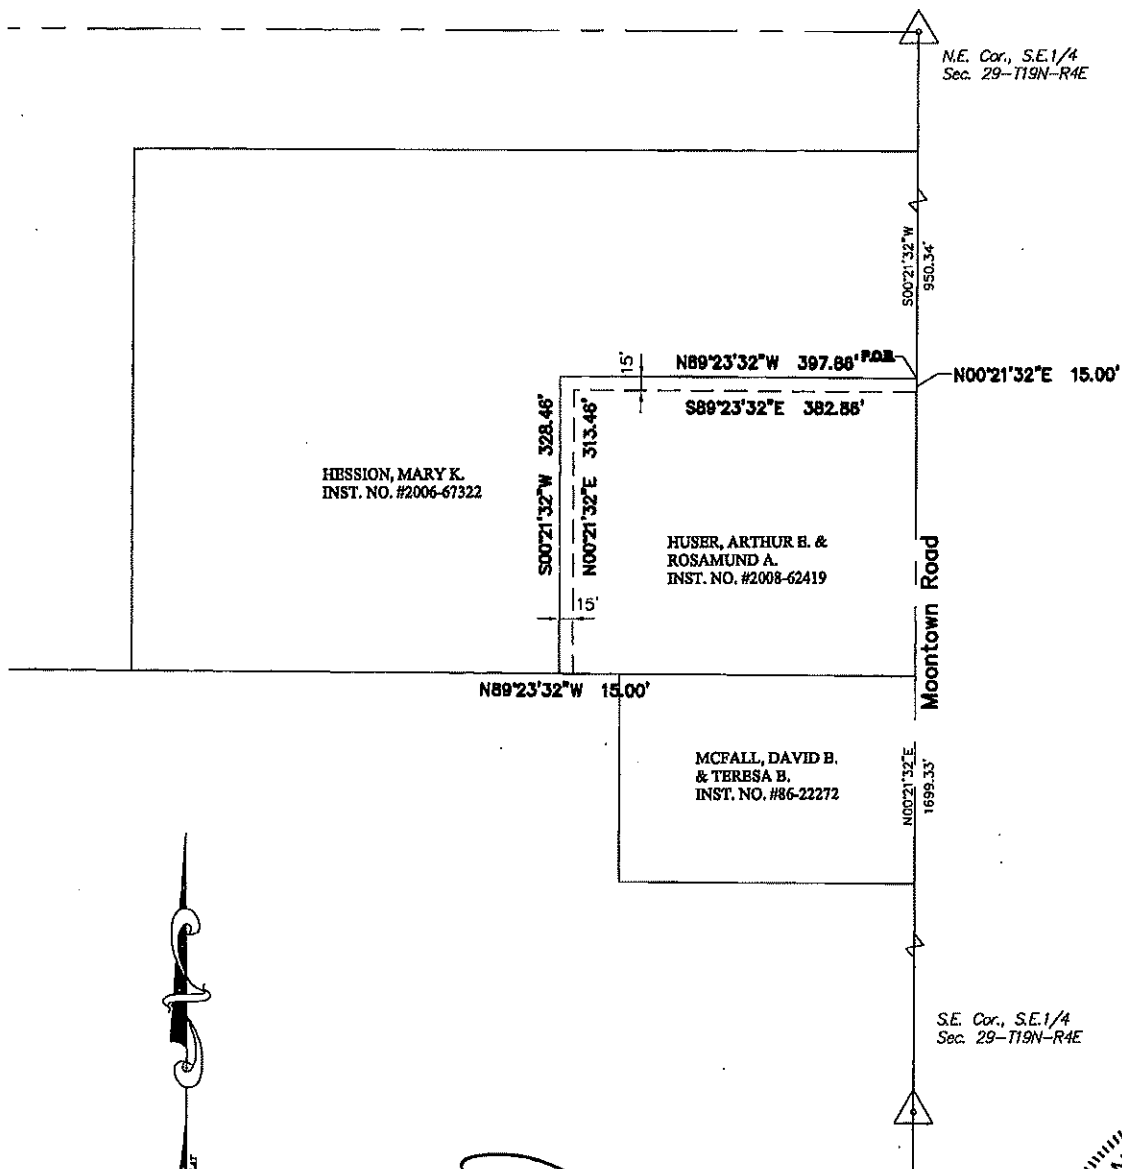 N.E. Cor., S.E.1/4
Sec. 29-T19N-R4E
S00°21'32"W
950.34'
15'
N89°23'32"W 397.88'
P.O.B.
N00°21'32"E 15.00'
S89°23'32"E 382.88'
S00°21'32"W 328.46'
N00°21'32"E 313.46'
HESSION, MARY K.
INST. NO. #2006-67322
HUSER, ARTHUR E. &
ROSAMUND A.
INST. NO. #2008-62419
15'
Moontown Road
N89°23'32"W 15.00'
MCFALL, DAVID B.
& TERESA B.
INST. NO. #86-22272
N00°21'32"E
1699.33'
S.E. Cor., S.E.1/4
Sec. 29-T19N-R4E